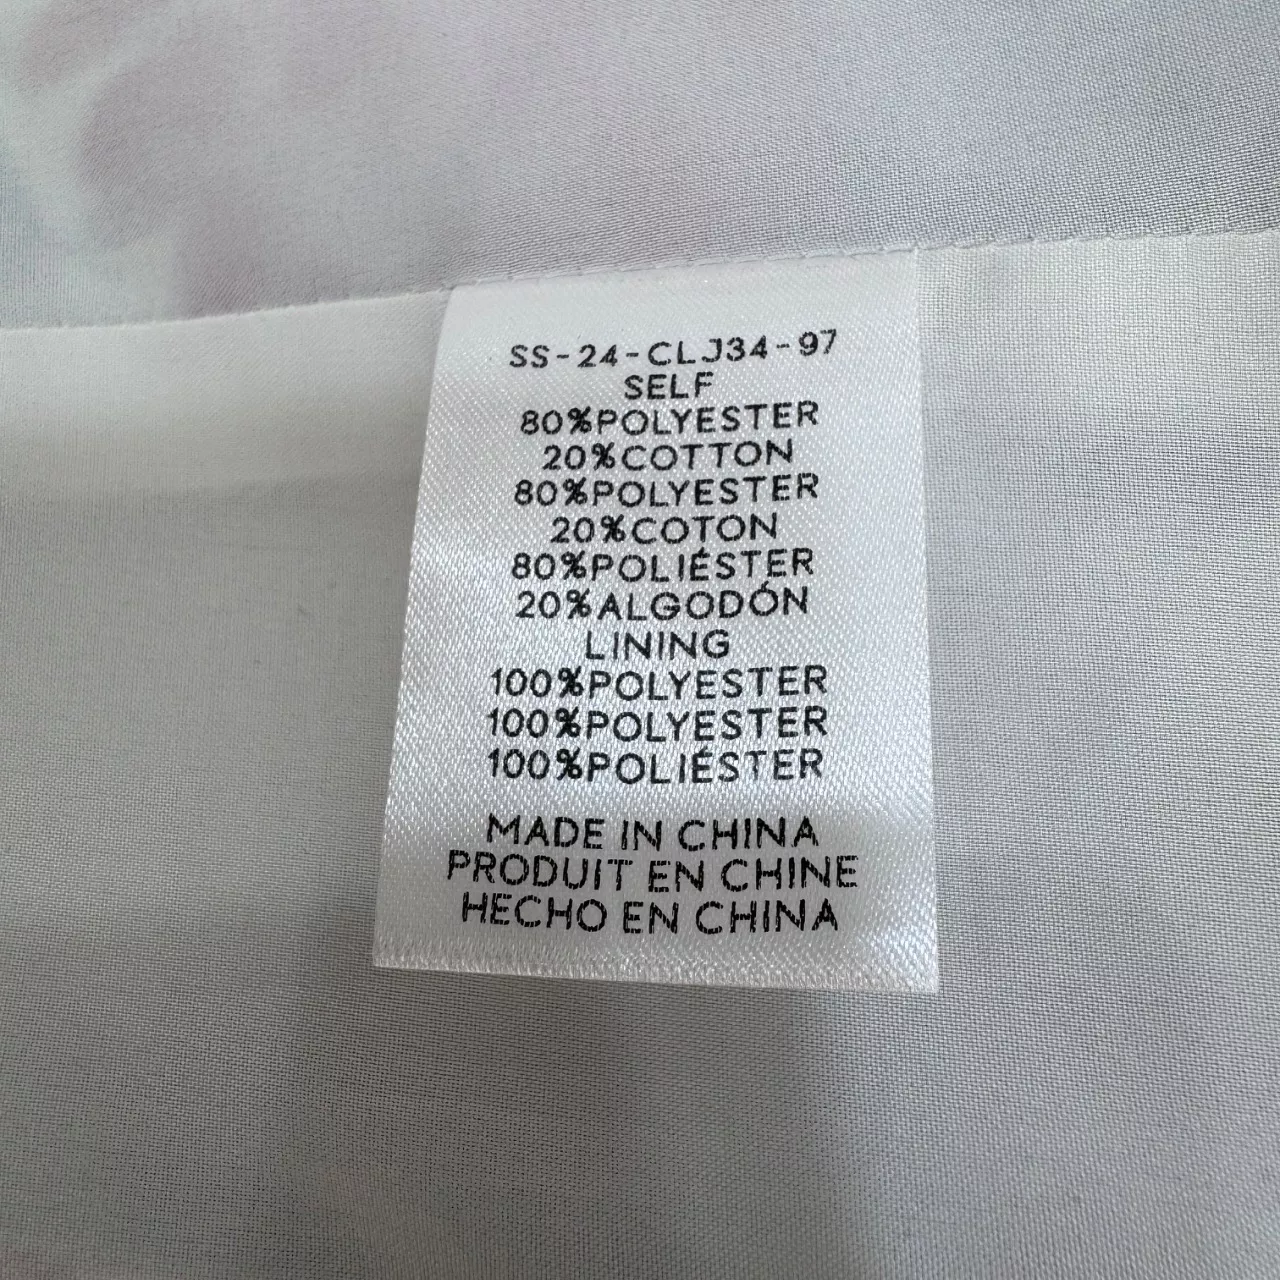 SS-24-CLJ34-97
SELF
80%POLYESTER
20%COTTON
80%POLYESTER
20%COTON
80%POLIÉSTER
20%ALGODÓN
LINING
100%POLYESTER
100%POLYESTER
100%POLIÉSTER
MADE IN CHINA
PRODUIT EN CHINE
HECHO EN CHINA